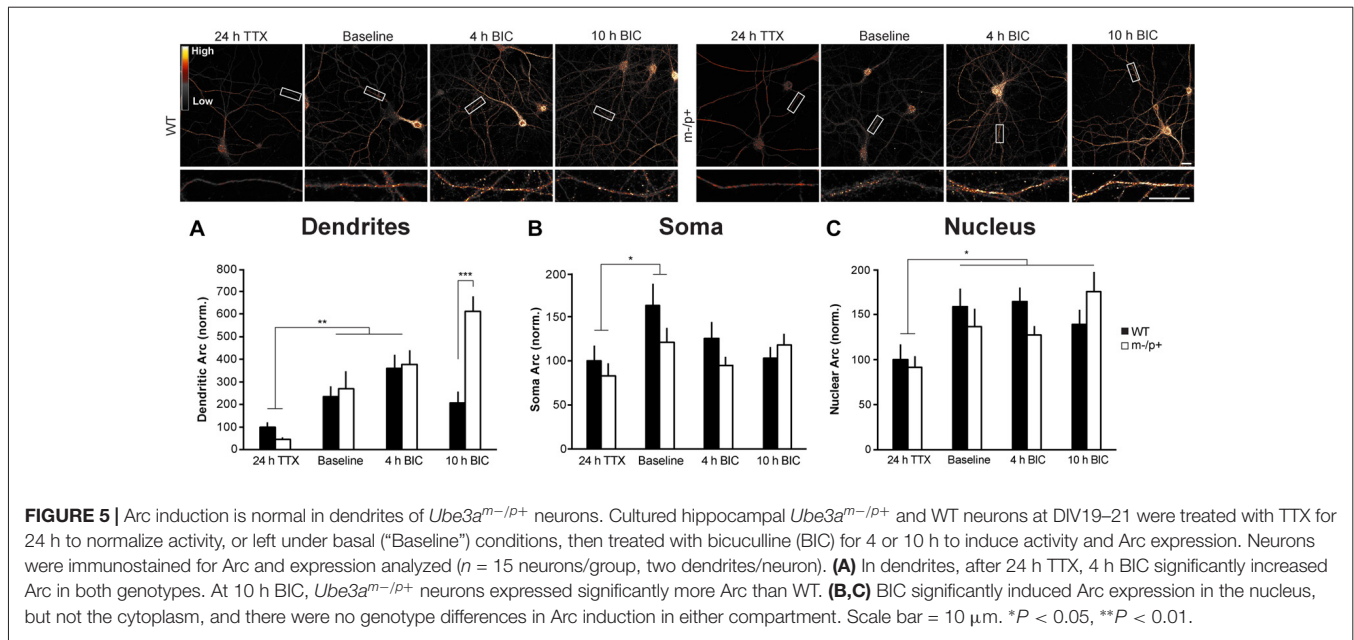 24 h TTX Baseline 4 h BIC 10 h BIC 24 h TTX Baseline 4 h BIC 10 h BIC
High
Low
WT
m-/p+
A Dendrites B Soma C Nucleus
Dendritic Arc (norm.)
800
700
600
500
400
300
200
100
0
**
***
24 h TTX Baseline 4 h BIC 10 h BIC
Soma Arc (norm.)
200
150
100
50
0
*
24 h TTX Baseline 4 h BIC 10 h BIC
Nuclear Arc (norm.)
200
150
100
50
0
*
24 h TTX Baseline 4 h BIC 10 h BIC
WT
m-/p+
FIGURE 5 | Arc induction is normal in dendrites of Ube3a^m−/p+ neurons. Cultured hippocampal Ube3a^m−/p+ and WT neurons at DIV19–21 were treated with TTX for
24 h to normalize activity, or left under basal (“Baseline”) conditions, then treated with bicuculline (BIC) for 4 or 10 h to induce activity and Arc expression. Neurons
were immunostained for Arc and expression analyzed (n = 15 neurons/group, two dendrites/neuron). (A) In dendrites, after 24 h TTX, 4 h BIC significantly increased
Arc in both genotypes. At 10 h BIC, Ube3a^m−/p+ neurons expressed significantly more Arc than WT. (B,C) BIC significantly induced Arc expression in the nucleus,
but not the cytoplasm, and there were no genotype differences in Arc induction in either compartment. Scale bar = 10 μm. *P < 0.05, **P < 0.01.